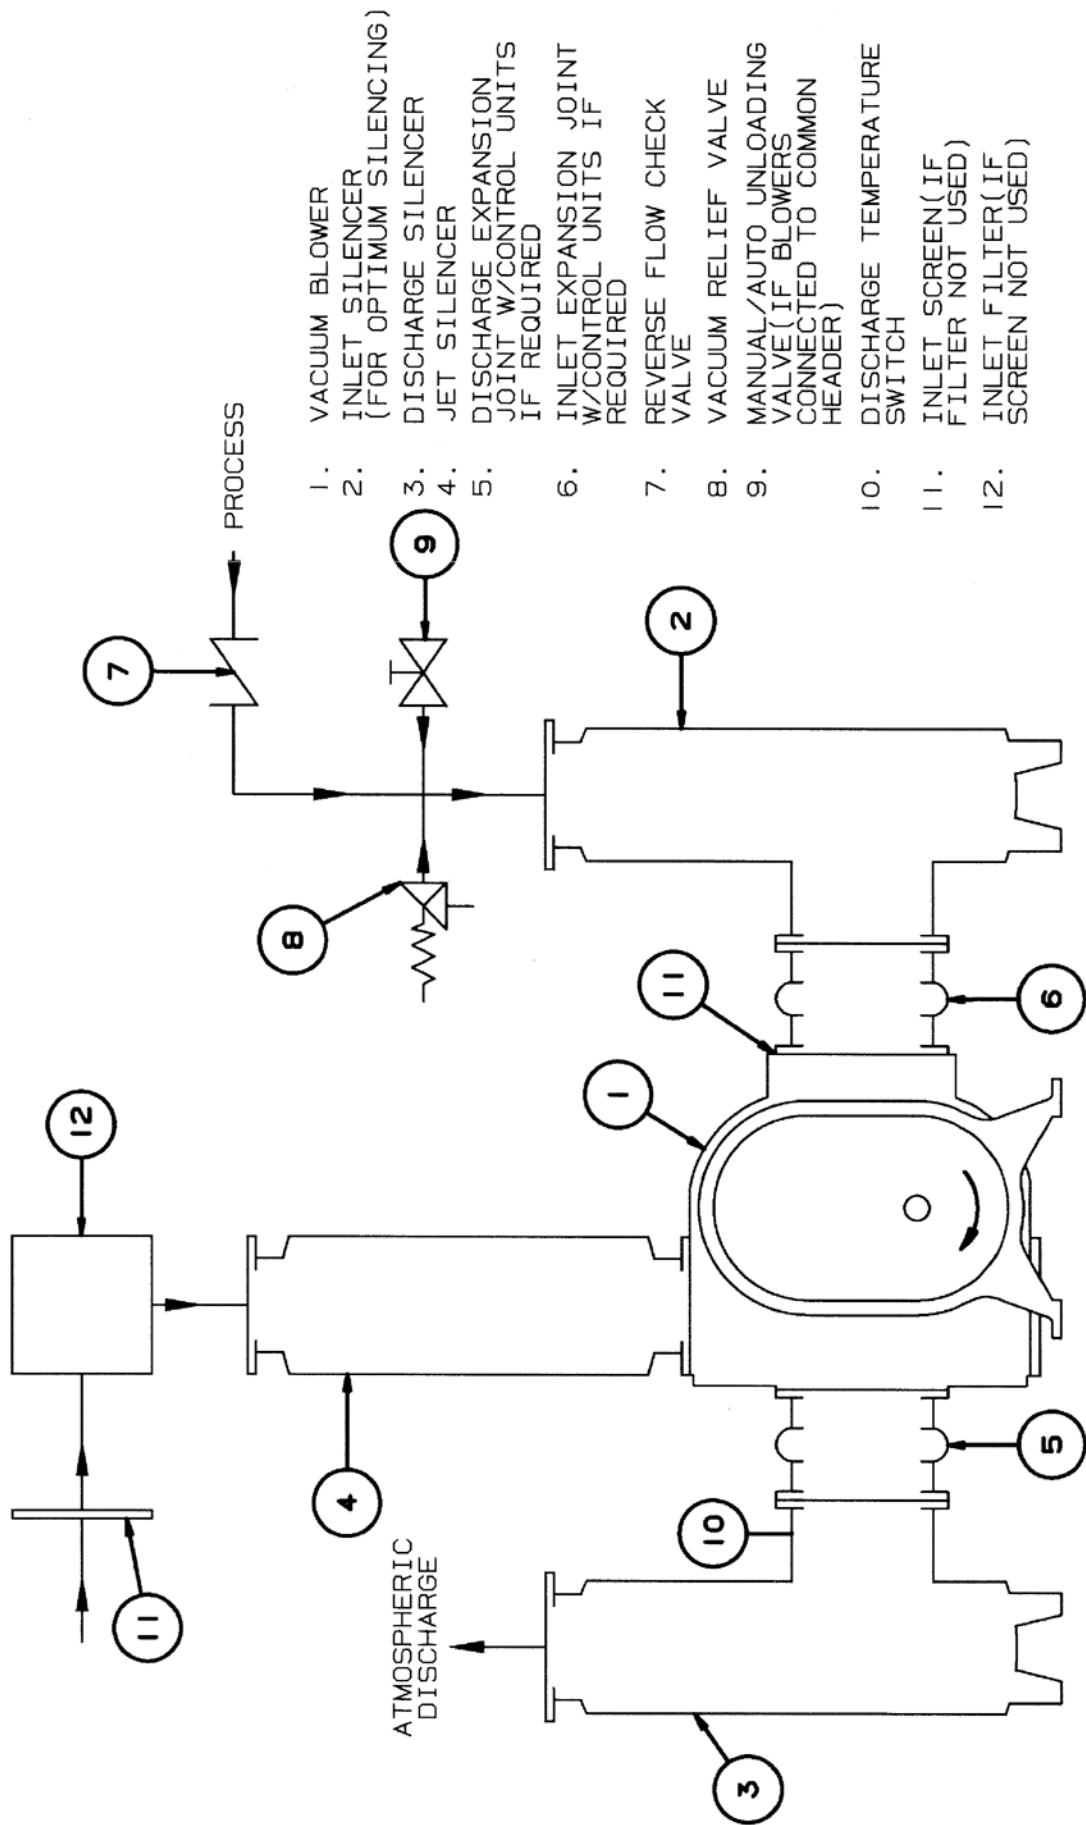 12
11
4
ATMOSPHERIC
DISCHARGE
3
10
5
1
11
6
2
8
7
9
PROCESS
1. VACUUM BLOWER
2. INLET SILENCER
(FOR OPTIMUM SILENCING)
3. DISCHARGE SILENCER
4. JET SILENCER
5. DISCHARGE EXPANSION
JOINT W/CONTROL UNITS
IF REQUIRED
6. INLET EXPANSION JOINT
W/CONTROL UNITS IF
REQUIRED
7. REVERSE FLOW CHECK
VALVE
8. VACUUM RELIEF VALVE
9. MANUAL/AUTO UNLOADING
VALVE(IF BLOWERS
CONNECTED TO COMMON
HEADER)
10. DISCHARGE TEMPERATURE
SWITCH
11. INLET SCREEN(IF
FILTER NOT USED)
12. INLET FILTER(IF
SCREEN NOT USED)